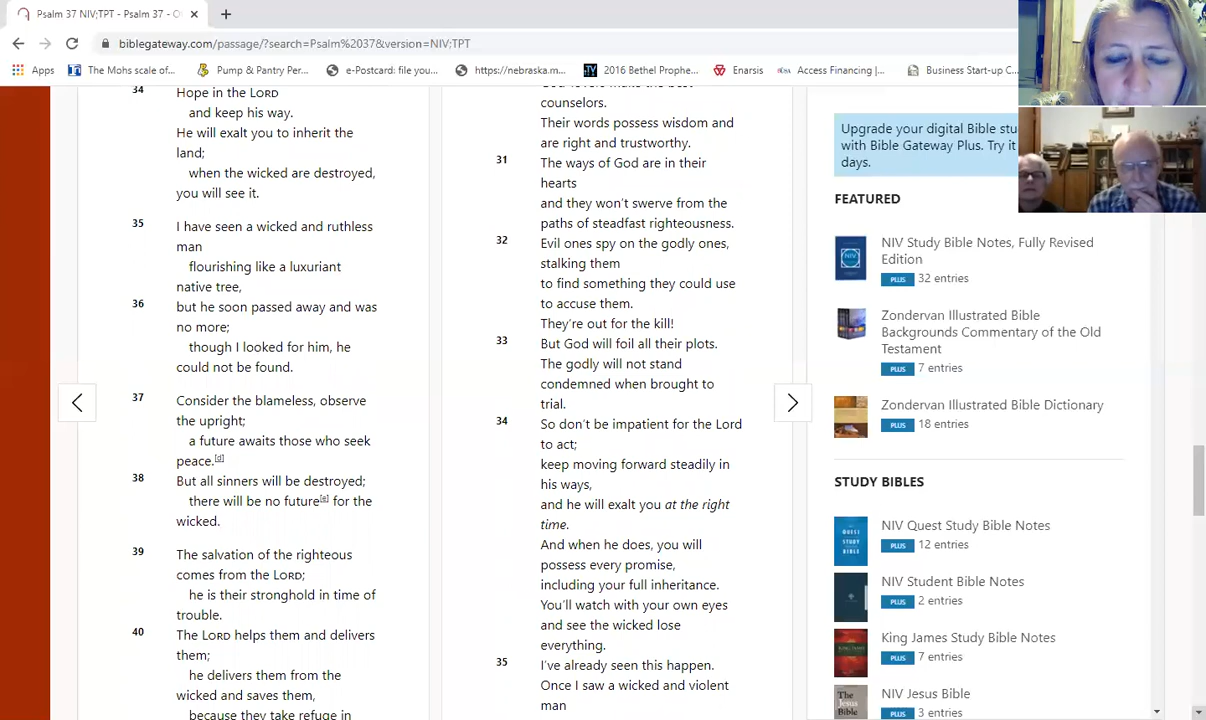 Psalm 37 NIV;TPT - Psalm 37 -
biblegateway.com/passage/?search=Psalm%2037&version=NIV;TPT
Apps
The Mohs scale of...
Pump & Pantry Per...
e-Postcard: file you...
https://nebraska.m...
2016 Bethel Prophe...
Enarsis
Access Financing |...
Business Start-up C...
34 Hope in the LORD
and keep his way.
He will exalt you to inherit the
land;
when the wicked are destroyed,
you will see it.
35 I have seen a wicked and ruthless
man
flourishing like a luxuriant
native tree,
36 but he soon passed away and was
no more;
though I looked for him, he
could not be found.
37 Consider the blameless, observe
the upright;
a future awaits those who seek
peace.[d]
38 But all sinners will be destroyed;
there will be no future[e] for the
wicked.
39 The salvation of the righteous
comes from the LORD;
he is their stronghold in time of
trouble.
40 The LORD helps them and delivers
them;
he delivers them from the
wicked and saves them,
because they take refuge in
counselors.
Their words possess wisdom and
are right and trustworthy.
31 The ways of God are in their
hearts
and they won't swerve from the
paths of steadfast righteousness.
32 Evil ones spy on the godly ones,
stalking them
to find something they could use
to accuse them.
They're out for the kill!
33 But God will foil all their plots.
The godly will not stand
condemned when brought to
trial.
34 So don't be impatient for the Lord
to act;
keep moving forward steadily in
his ways,
and he will exalt you at the right
time.
And when he does, you will
possess every promise,
including your full inheritance.
You'll watch with your own eyes
and see the wicked lose
everything.
35 I've already seen this happen.
Once I saw a wicked and violent
man
Upgrade your digital Bible stu
with Bible Gateway Plus. Try it
days.
FEATURED
NIV Study Bible Notes, Fully Revised
Edition
PLUS 32 entries
Zondervan Illustrated Bible
Backgrounds Commentary of the Old
Testament
PLUS 7 entries
Zondervan Illustrated Bible Dictionary
PLUS 18 entries
STUDY BIBLES
NIV Quest Study Bible Notes
PLUS 12 entries
NIV Student Bible Notes
PLUS 2 entries
King James Study Bible Notes
PLUS 7 entries
NIV Jesus Bible
PLUS 3 entries
NIV
QUEST
STUDY
BIBLE
The
Jesus
Bible